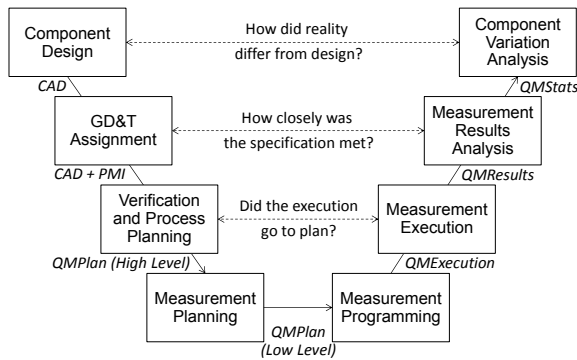 Component
Design
How did reality
differ from design?
Component
Variation
Analysis
CAD
QMStats
GD&T
Assignment
How closely was
the specification met?
Measurement
Results
Analysis
CAD + PMI
QMResults
Verification
and Process
Planning
Did the execution
go to plan?
Measurement
Execution
QMPlan (High Level)
QMExecution
Measurement
Planning
Measurement
Programming
QMPlan
(Low Level)